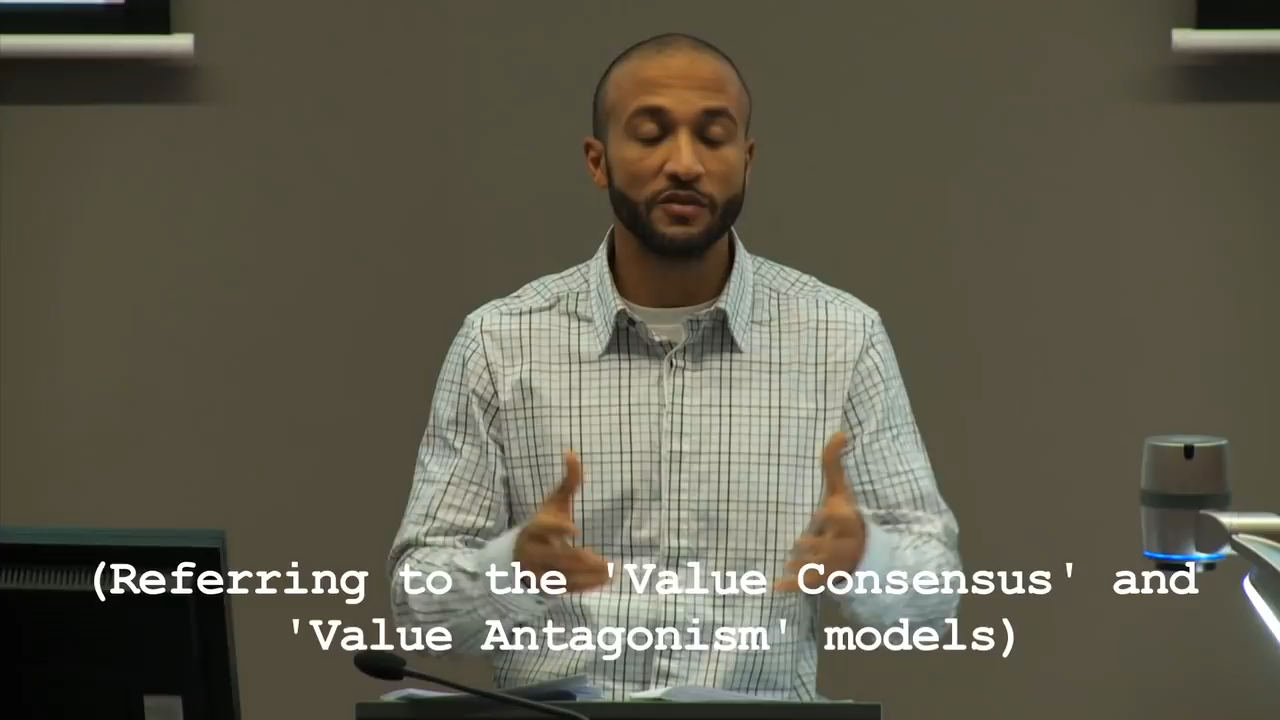 (Referring to the 'Value Consensus' and
'Value Antagonism' models)